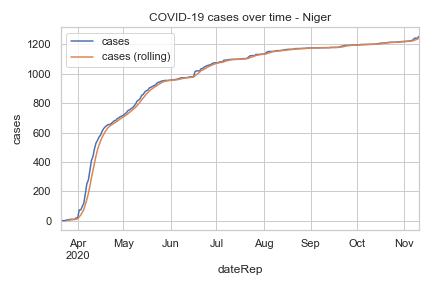 COVID-19 cases over time - Niger
cases
cases (rolling)
cases
1200
1000
800
600
400
200
0
Apr May Jun Jul Aug Sep Oct Nov
2020
dateRep